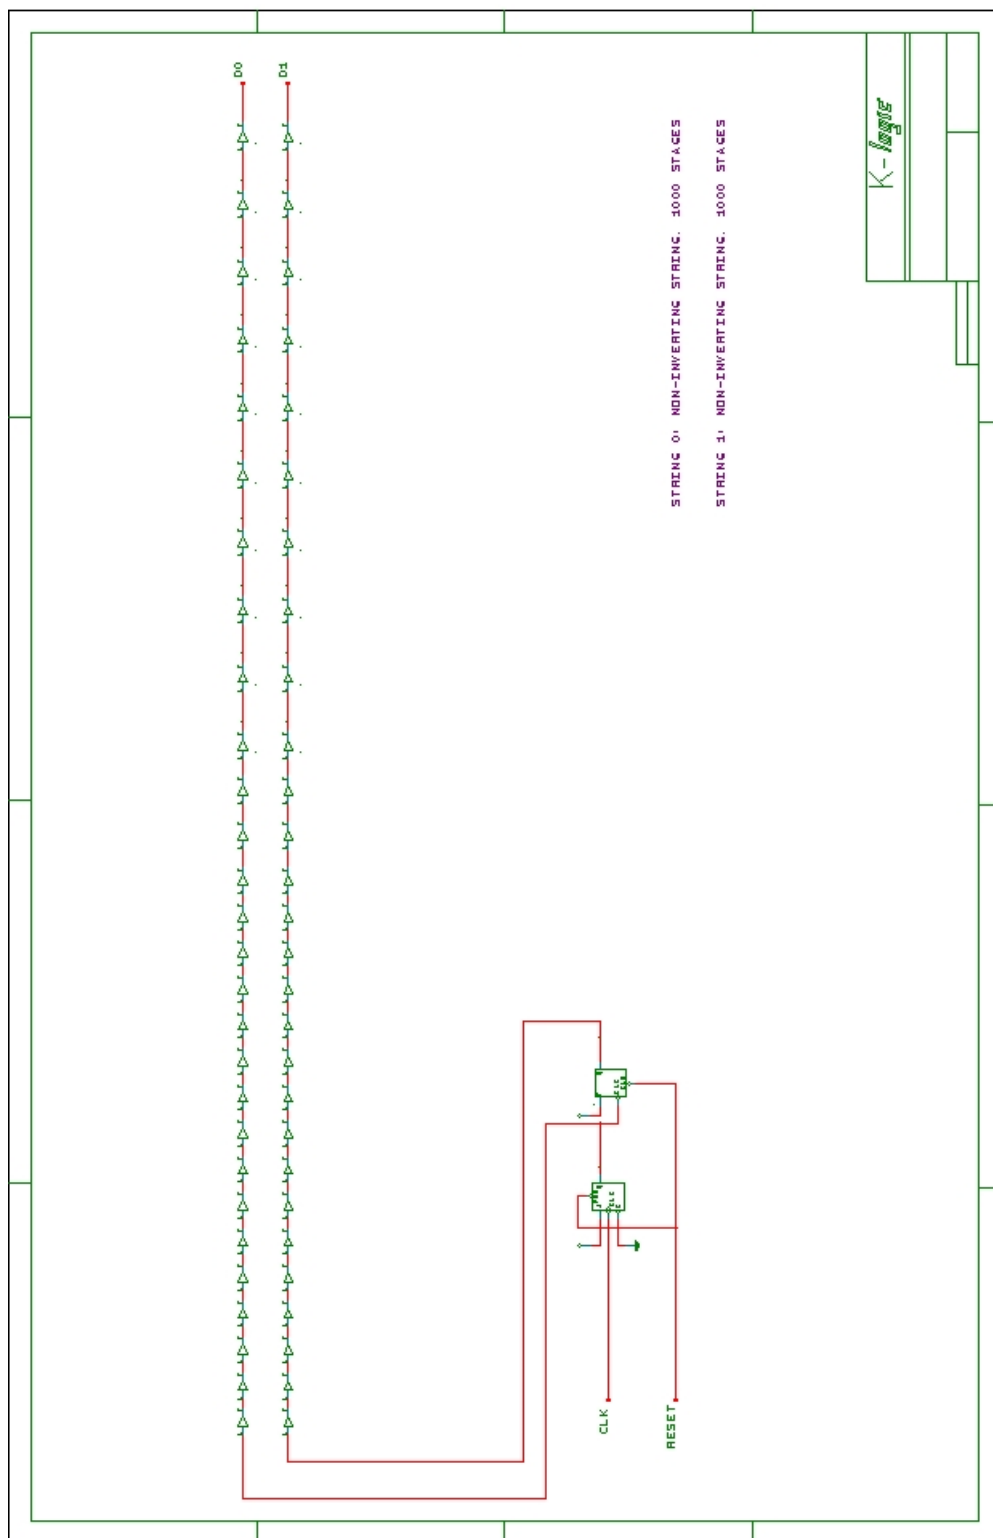 D0
D1
STRING 0: NON-INVERTING STRING. 1000 STAGES
STRING 1: NON-INVERTING STRING. 1000 STAGES
K-logic
CLK
RESET